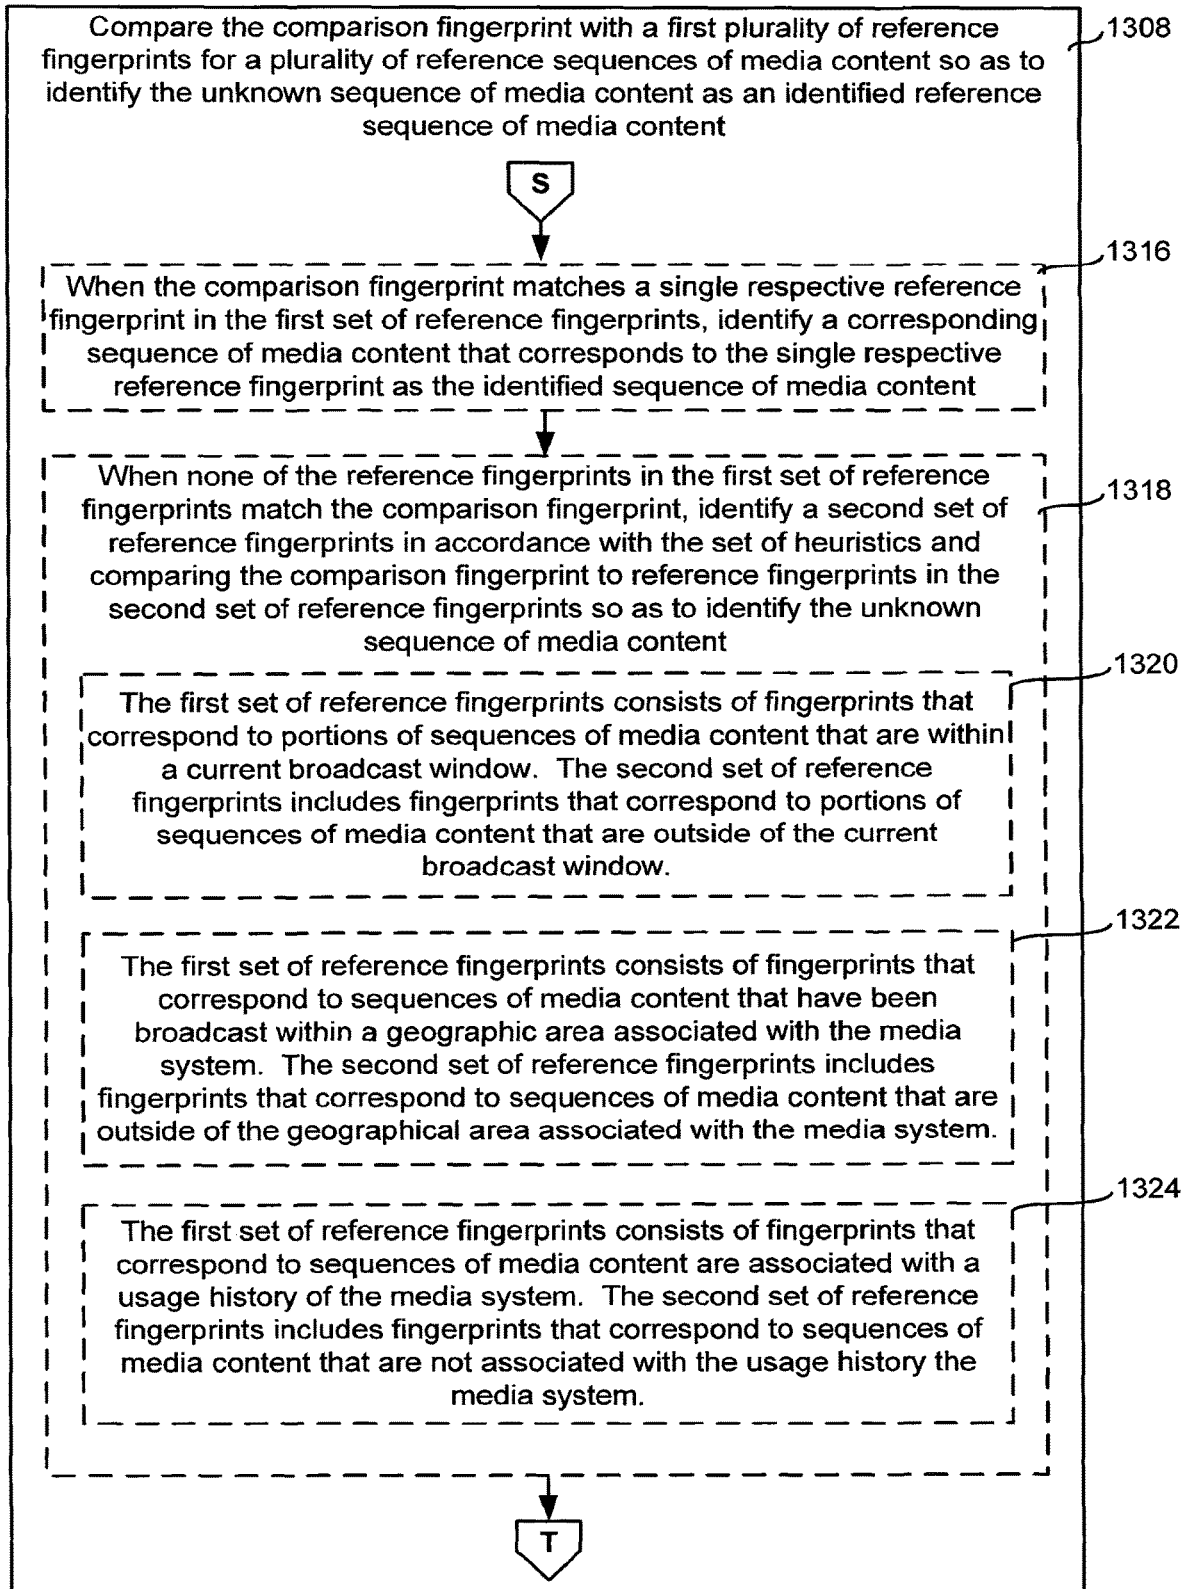 Compare the comparison fingerprint with a first plurality of reference
fingerprints for a plurality of reference sequences of media content so as to
identify the unknown sequence of media content as an identified reference
sequence of media content
1308
S
1316
When the comparison fingerprint matches a single respective reference
fingerprint in the first set of reference fingerprints, identify a corresponding
sequence of media content that corresponds to the single respective
reference fingerprint as the identified sequence of media content
When none of the reference fingerprints in the first set of reference
fingerprints match the comparison fingerprint, identify a second set of
reference fingerprints in accordance with the set of heuristics and
comparing the comparison fingerprint to reference fingerprints in the
second set of reference fingerprints so as to identify the unknown
sequence of media content
1318
1320
The first set of reference fingerprints consists of fingerprints that
correspond to portions of sequences of media content that are within
a current broadcast window.  The second set of reference
fingerprints includes fingerprints that correspond to portions of
sequences of media content that are outside of the current
broadcast window.
1322
The first set of reference fingerprints consists of fingerprints that
correspond to sequences of media content that have been
broadcast within a geographic area associated with the media
system.  The second set of reference fingerprints includes
fingerprints that correspond to sequences of media content that are
outside of the geographical area associated with the media system.
1324
The first set of reference fingerprints consists of fingerprints that
correspond to sequences of media content are associated with a
usage history of the media system.  The second set of reference
fingerprints includes fingerprints that correspond to sequences of
media content that are not associated with the usage history the
media system.
T